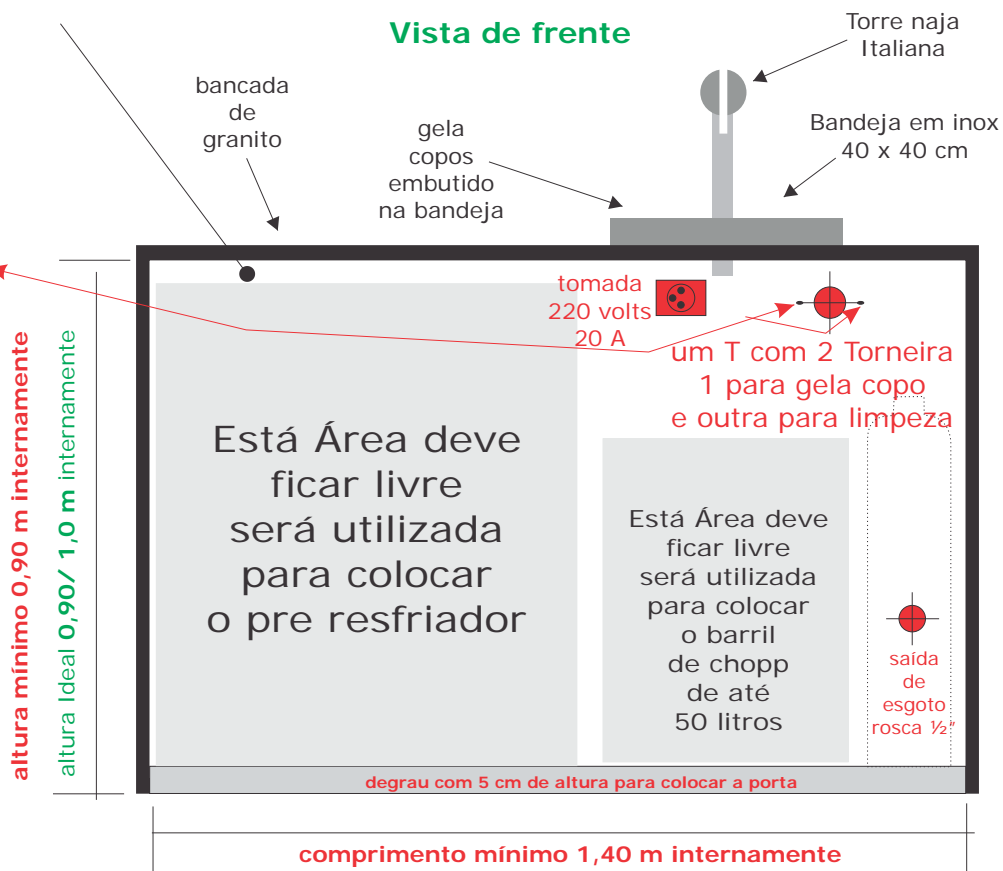 Vista de frente
Torre naja
Italiana
bancada
de
granito
gela
copos
embutido
na bandeja
Bandeja em inox
40 x 40 cm
tomada
220 volts
20 A
um T com 2 Torneira
1 para gela copo
e outra para limpeza
altura mínimo 0,90 m internamente
altura Ideal 0,90/ 1,0 m internamente
Está Área deve
ficar livre
será utilizada
para colocar
o pre resfriador
Está Área deve
ficar livre
será utilizada
para colocar
o barril
de chopp
de até
50 litros
saída
de
esgoto
rosca ½”
degrau com 5 cm de altura para colocar a porta
comprimento mínimo 1,40 m internamente